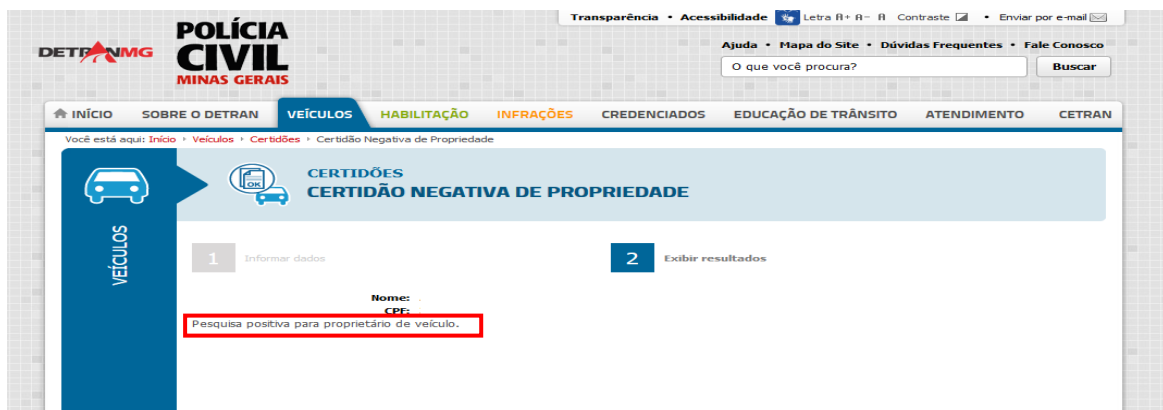 Transparência • Acessibilidade Letra A+ A- A Contraste • Enviar por e-mail
DETRANMG
POLÍCIA
CIVIL
MINAS GERAIS
Ajuda • Mapa do Site • Dúvidas Frequentes • Fale Conosco
O que você procura? Buscar
INÍCIO SOBRE O DETRAN VEÍCULOS HABILITAÇÃO INFRAÇÕES CREDENCIADOS EDUCAÇÃO DE TRÂNSITO ATENDIMENTO CETRAN
Você está aqui: Início › Veículos › Certidões › Certidão Negativa de Propriedade
VEÍCULOS
OK
CERTIDÕES
CERTIDÃO NEGATIVA DE PROPRIEDADE
1 Informar dados
2 Exibir resultados
Nome:
CPF:
Pesquisa positiva para proprietário de veículo.